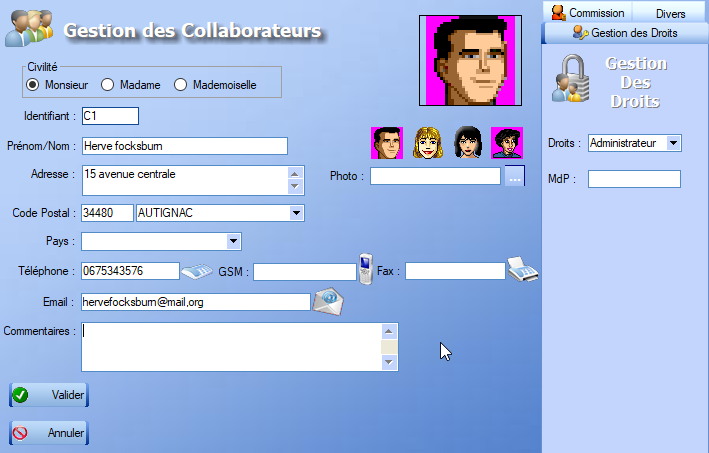 Gestion des Collaborateurs
Commission
Divers
Gestion des Droits
Civilité
Monsieur
Madame
Mademoiselle
Gestion
Des
Droits
Identifiant : C1
Prénom/Nom : Herve focksburn
Droits : Administrateur
Adresse : 15 avenue centrale
Photo :
...
MdP :
Code Postal : 34480 AUTIGNAC
Pays :
Téléphone : 0675343576
GSM :
Fax :
Email : hervefocksburn@mail,org
Commentaires :
Valider
Annuler